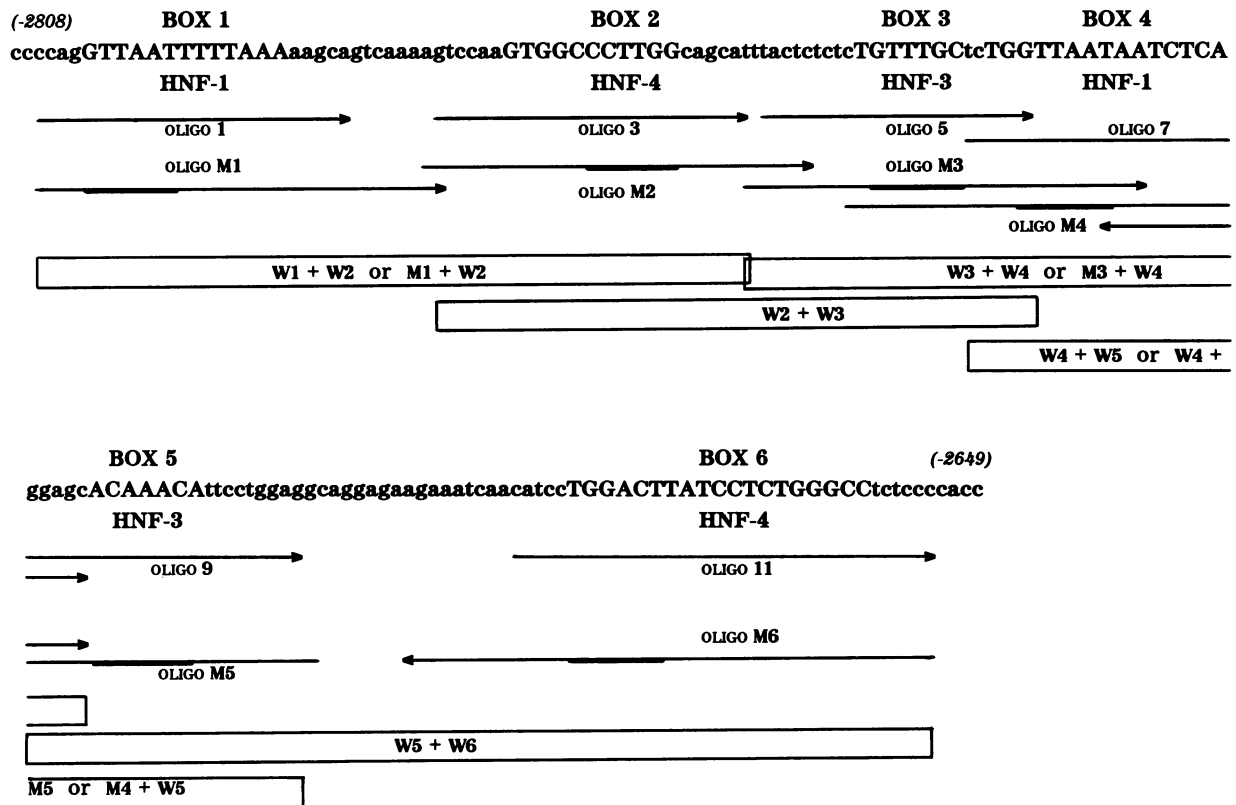 (-2808) BOX 1 BOX 2 BOX 3 BOX 4
ccccagGTTAATTTTTAAAaagcagtcaaaagtccaaGTGGCCCTTGGcagcatttactctctcTGTTTGCtcTGGTTAATAATCTCA
HNF-1 HNF-4 HNF-3 HNF-1
OLIGO 1 OLIGO 3 OLIGO 5 OLIGO 7
OLIGO M1 OLIGO M3
OLIGO M2
OLIGO M4
W1 + W2 or M1 + W2 W3 + W4 or M3 + W4
W2 + W3
W4 + W5 or W4 +
BOX 5 BOX 6 (-2649)
ggagcACAAACAttcctggaggcaggagaagaaatcaacatccTGGACTTATCCTCTGGGCCtctccccacc
HNF-3 HNF-4
OLIGO 9 OLIGO 11
OLIGO M6
OLIGO M5
W5 + W6
M5 or M4 + W5